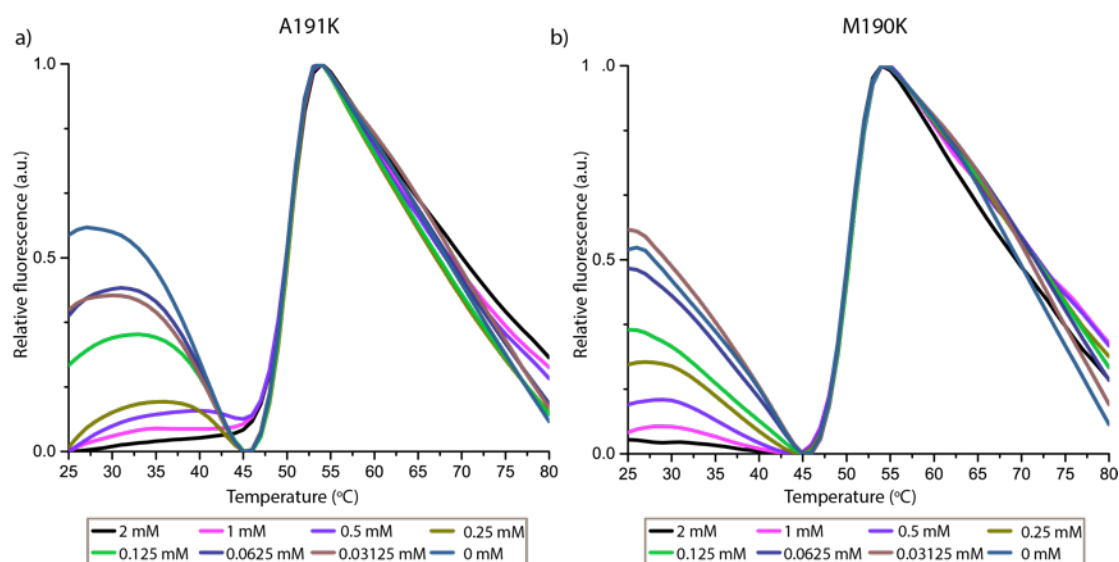 a)
A191K
1.0
0.5
0.0
Relative fluorescence (a.u.)
25 30 35 40 45 50 55 60 65 70 75 80
Temperature (°C)
2 mM 1 mM 0.5 mM 0.25 mM
0.125 mM 0.0625 mM 0.03125 mM 0 mM
b)
M190K
1 .0
0.5
0.0
Relative fluorescence (a.u.)
25 30 35 40 45 50 55 60 65 70 75 80
Temperature (°C)
2 mM 1 mM 0.5 mM 0.25 mM
0.125 mM 0.0625 mM 0.03125 mM 0 mM